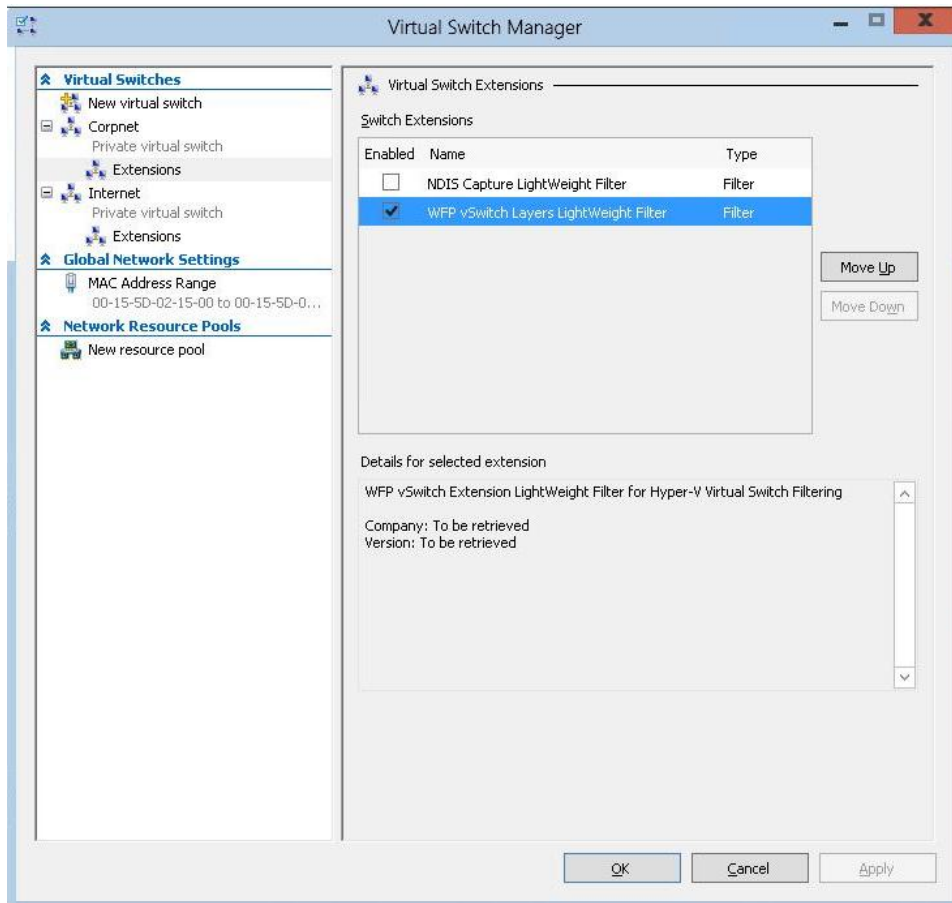 Virtual Switch Manager
Virtual Switches
New virtual switch
Corpnet
Private virtual switch
Extensions
Internet
Private virtual switch
Extensions
Global Network Settings
MAC Address Range
00-15-5D-02-15-00 to 00-15-5D-0...
Network Resource Pools
New resource pool
Virtual Switch Extensions
Switch Extensions
Enabled Name Type
NDIS Capture LightWeight Filter Filter
WFP vSwitch Layers LightWeight Filter Filter
Move Up
Move Down
Details for selected extension
WFP vSwitch Extension LightWeight Filter for Hyper-V Virtual Switch Filtering
Company: To be retrieved
Version: To be retrieved
OK Cancel Apply